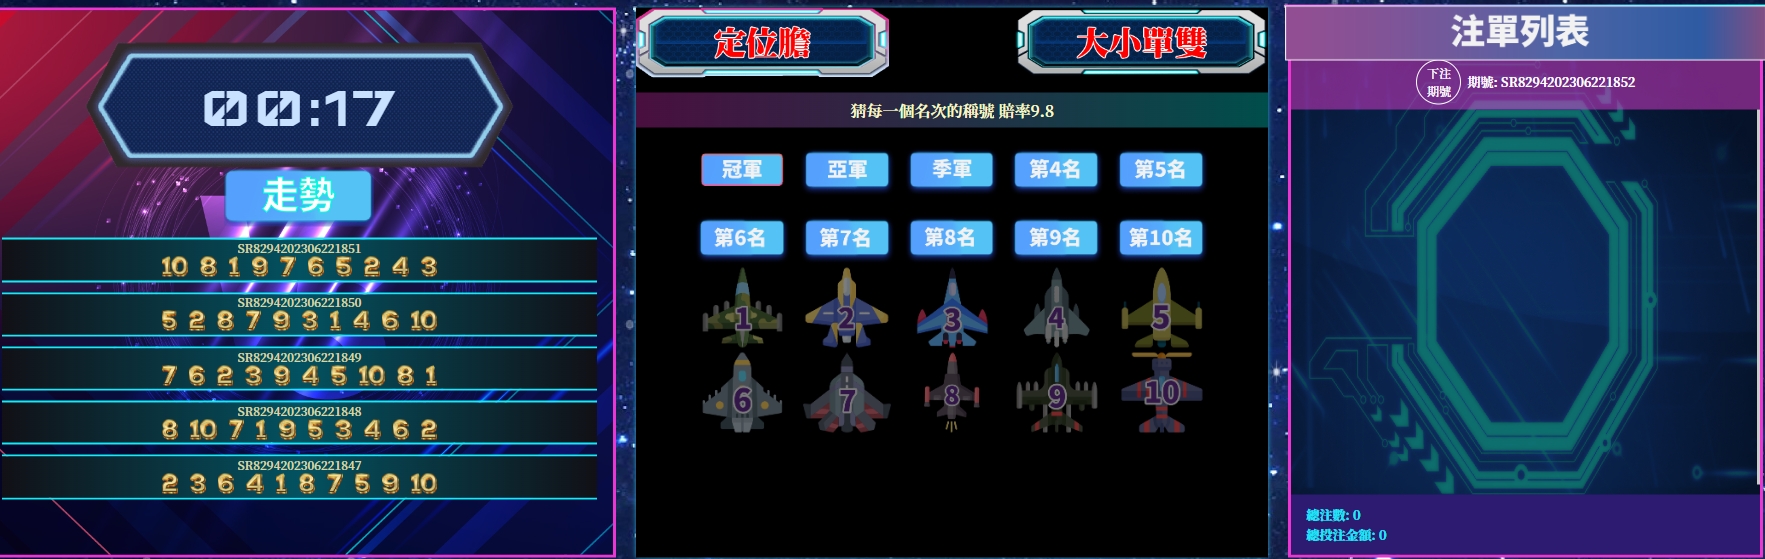 00:17
走勢
SR8294202306221851
10 8 1 9 7 6 5 2 4 3
SR8294202306221850
5 2 8 7 9 3 1 4 6 10
SR8294202306221849
7 6 2 3 9 4 5 10 8 1
SR8294202306221848
8 10 7 1 9 5 3 4 6 2
SR8294202306221847
2 3 6 4 1 8 7 5 9 10
定位膽
大小單雙
猜每一個名次的稱號 賠率9.8
冠軍 亞軍 季軍 第4名 第5名
第6名 第7名 第8名 第9名 第10名
1 2 3 4 5
6 7 8 9 10
注單列表
下注
期號
期號: SR8294202306221852
總注數: 0
總投注金額: 0